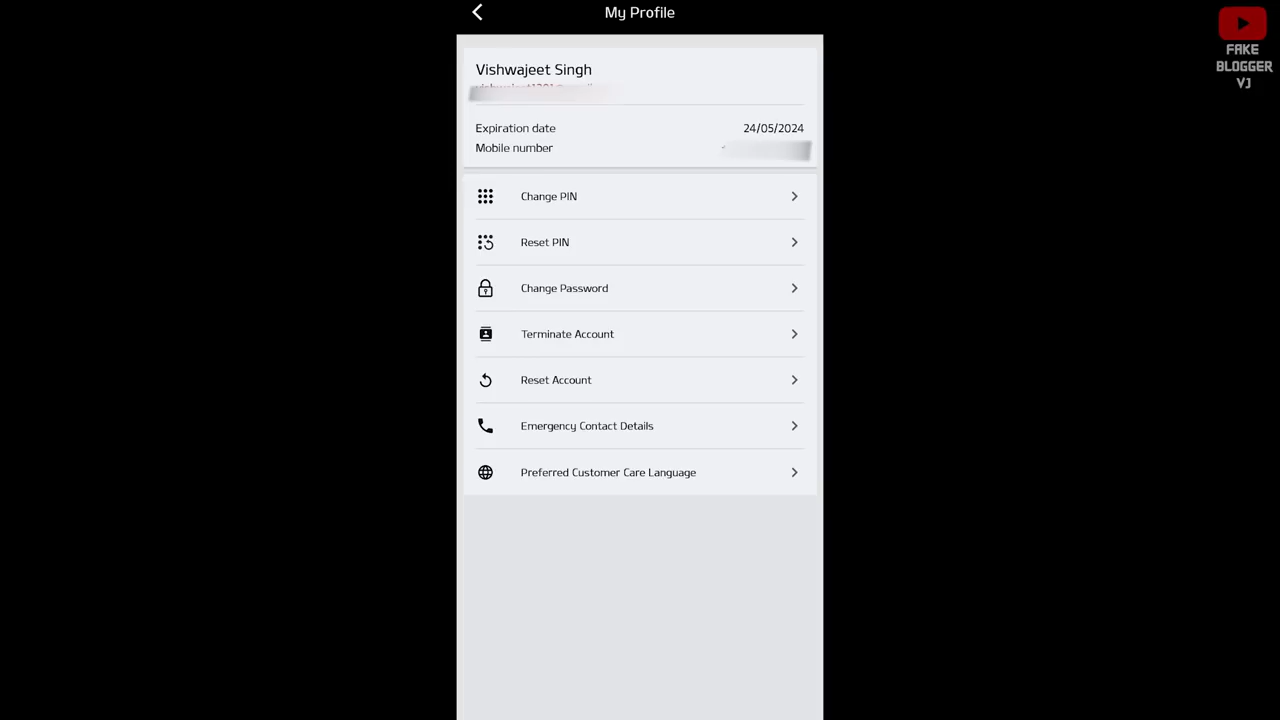 My Profile
FAKE
BLOGGER
VJ
Vishwajeet Singh
Expiration date 24/05/2024
Mobile number
Change PIN
Reset PIN
Change Password
Terminate Account
Reset Account
Emergency Contact Details
Preferred Customer Care Language